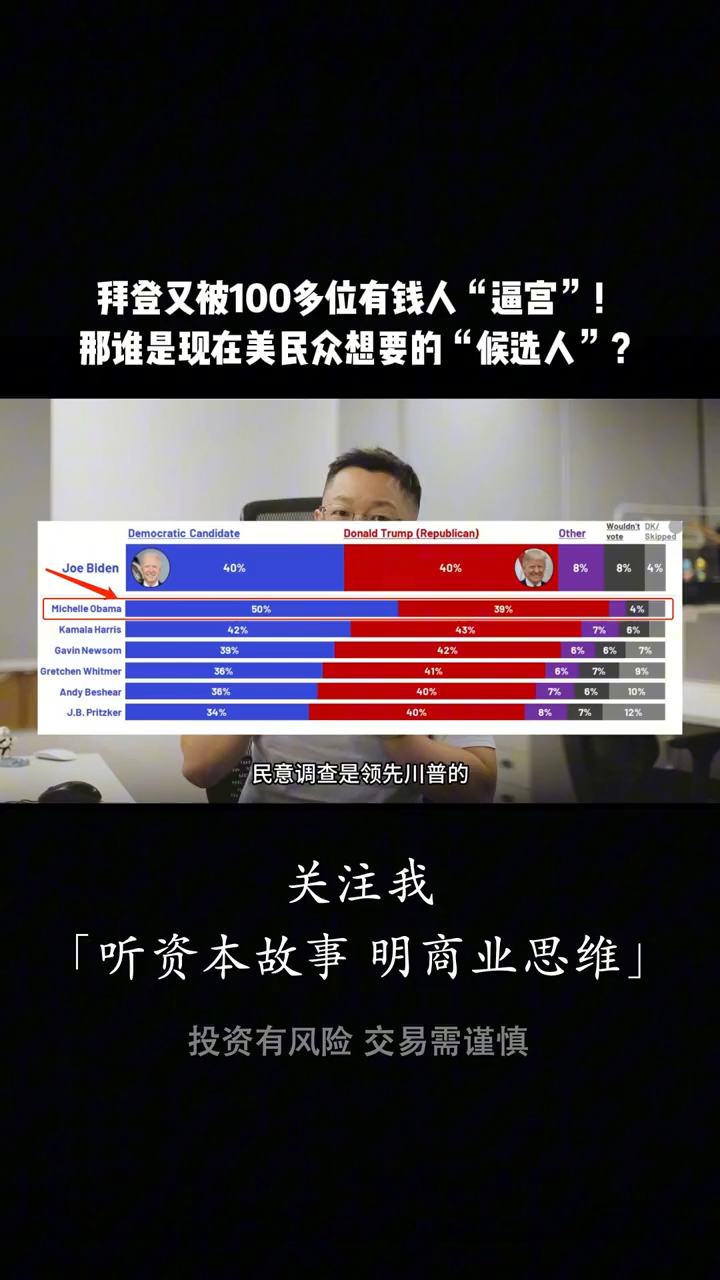 拜登又被100多位有钱人“逼宫”！
那谁是现在美民众想要的“候选人”？
Democratic Candidate Donald Trump (Republican) Other Wouldn't vote DK/ Skipped
Joe Biden 40% 40% 8% 8% 4%
Michelle Obama 50% 39% 4%
Kamala Harris 42% 43% 7% 6%
Gavin Newsom 39% 42% 6% 6% 7%
Gretchen Whitmer 36% 41% 6% 7% 9%
Andy Beshear 36% 40% 7% 6% 10%
J.B. Pritzker 34% 40% 8% 7% 12%
民意调查是领先川普的
关注我
「听资本故事 明商业思维」
投资有风险 交易需谨慎